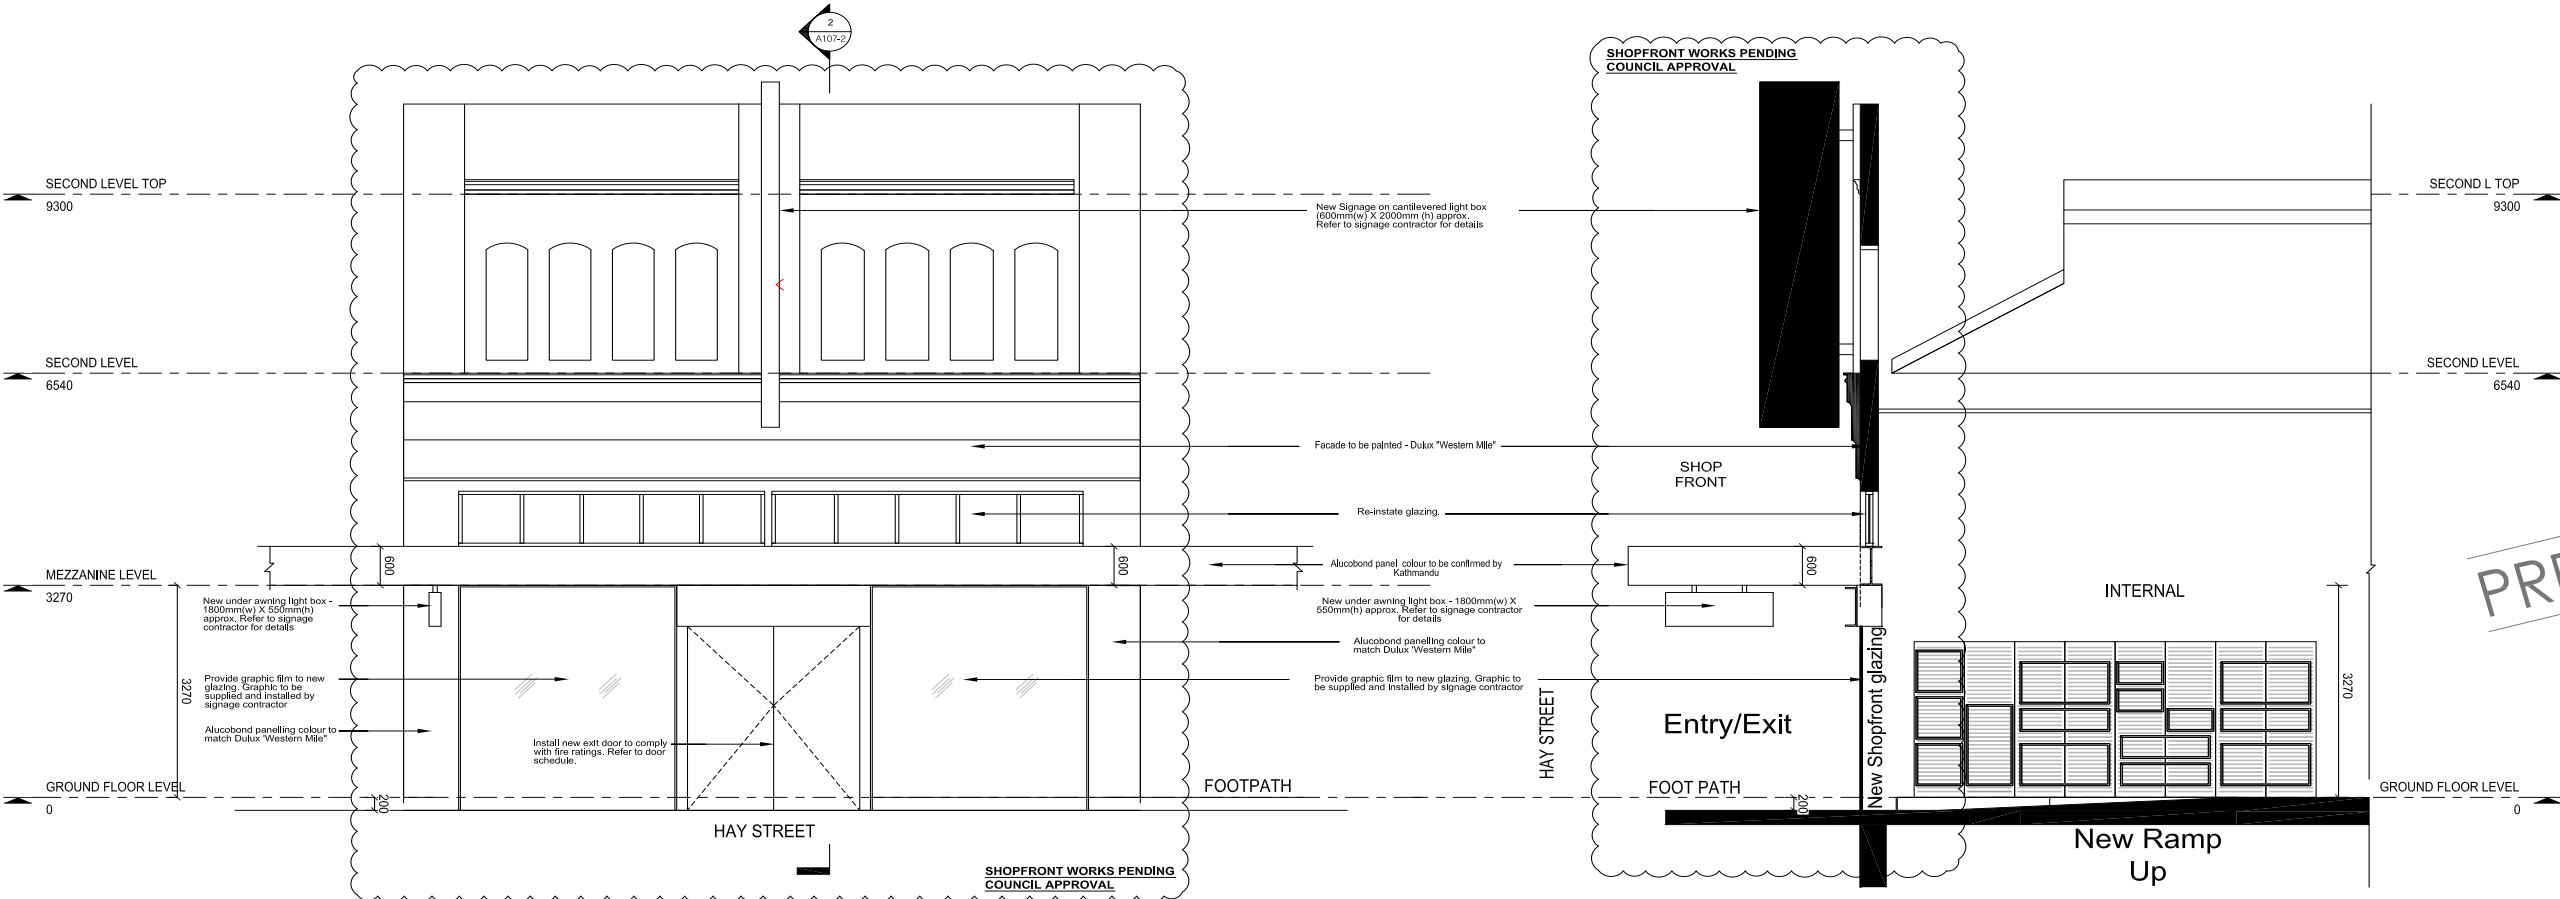 2
A107-2
SHOPFRONT WORKS PENDING
COUNCIL APPROVAL
SECOND LEVEL TOP
9300
SECOND LEVEL
6540
MEZZANINE LEVEL
3270
GROUND FLOOR LEVEL
0
3270
200
600
600
New under awning light box -
1800mm(w) X 550mm(h)
approx. Refer to signage
contractor for details
Provide graphic film to new
glazing. Graphic to be
supplied and installed by
signage contractor
Alucobond panelling colour to
match Dulux 'Western Mile"
Install new exit door to comply
with fire ratings. Refer to door
schedule.
HAY STREET
FOOTPATH
SHOPFRONT WORKS PENDING
COUNCIL APPROVAL
New Signage on cantilevered light box
(600mm(w) X 2000mm (h) approx.
Refer to signage contractor for details
Facade to be painted - Dulux "Western Mile"
Re-instate glazing.
Alucobond panel colour to be confirmed by
Kathmandu
New under awning light box - 1800mm(w) X
550mm(h) approx. Refer to signage contractor
for details
Alucobond panelling colour to
match Dulux 'Western Mile"
Provide graphic film to new glazing. Graphic to
be supplied and installed by signage contractor
SHOP
FRONT
600
HAY STREET
Entry/Exit
FOOT PATH
200
New Shopfront glazing
INTERNAL
3270
New Ramp
Up
SECOND L TOP
9300
SECOND LEVEL
6540
GROUND FLOOR LEVEL
0